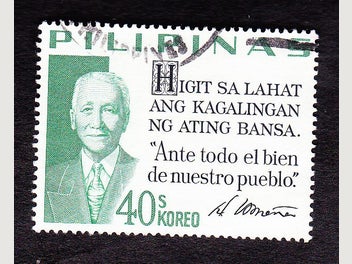 PILIPINAS
HIGIT SA LAHAT
ANG KAGALINGAN
NG ATING BANSA.
"Ante todo el bien
de nuestro pueblo."
40s
KOREO